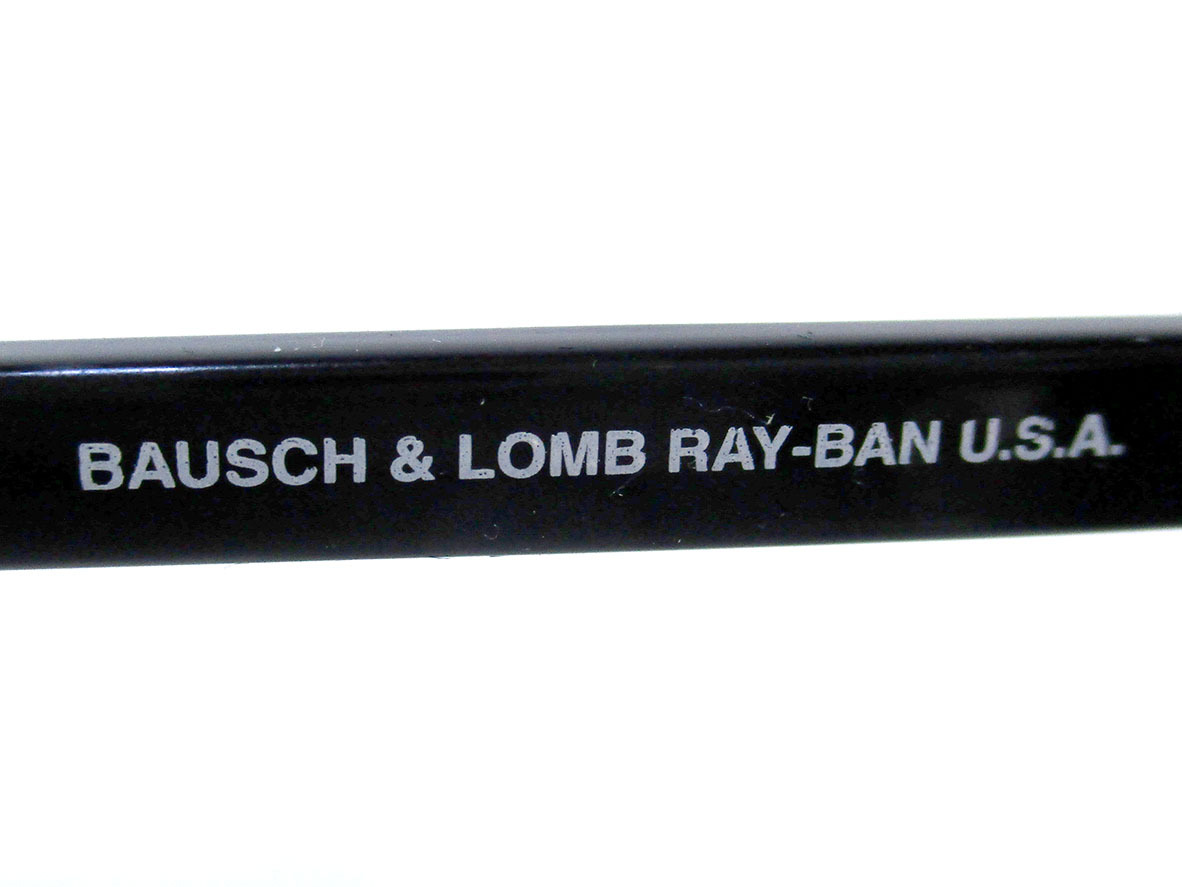 BAUSCH & LOMB RAY-BAN U.S.A.